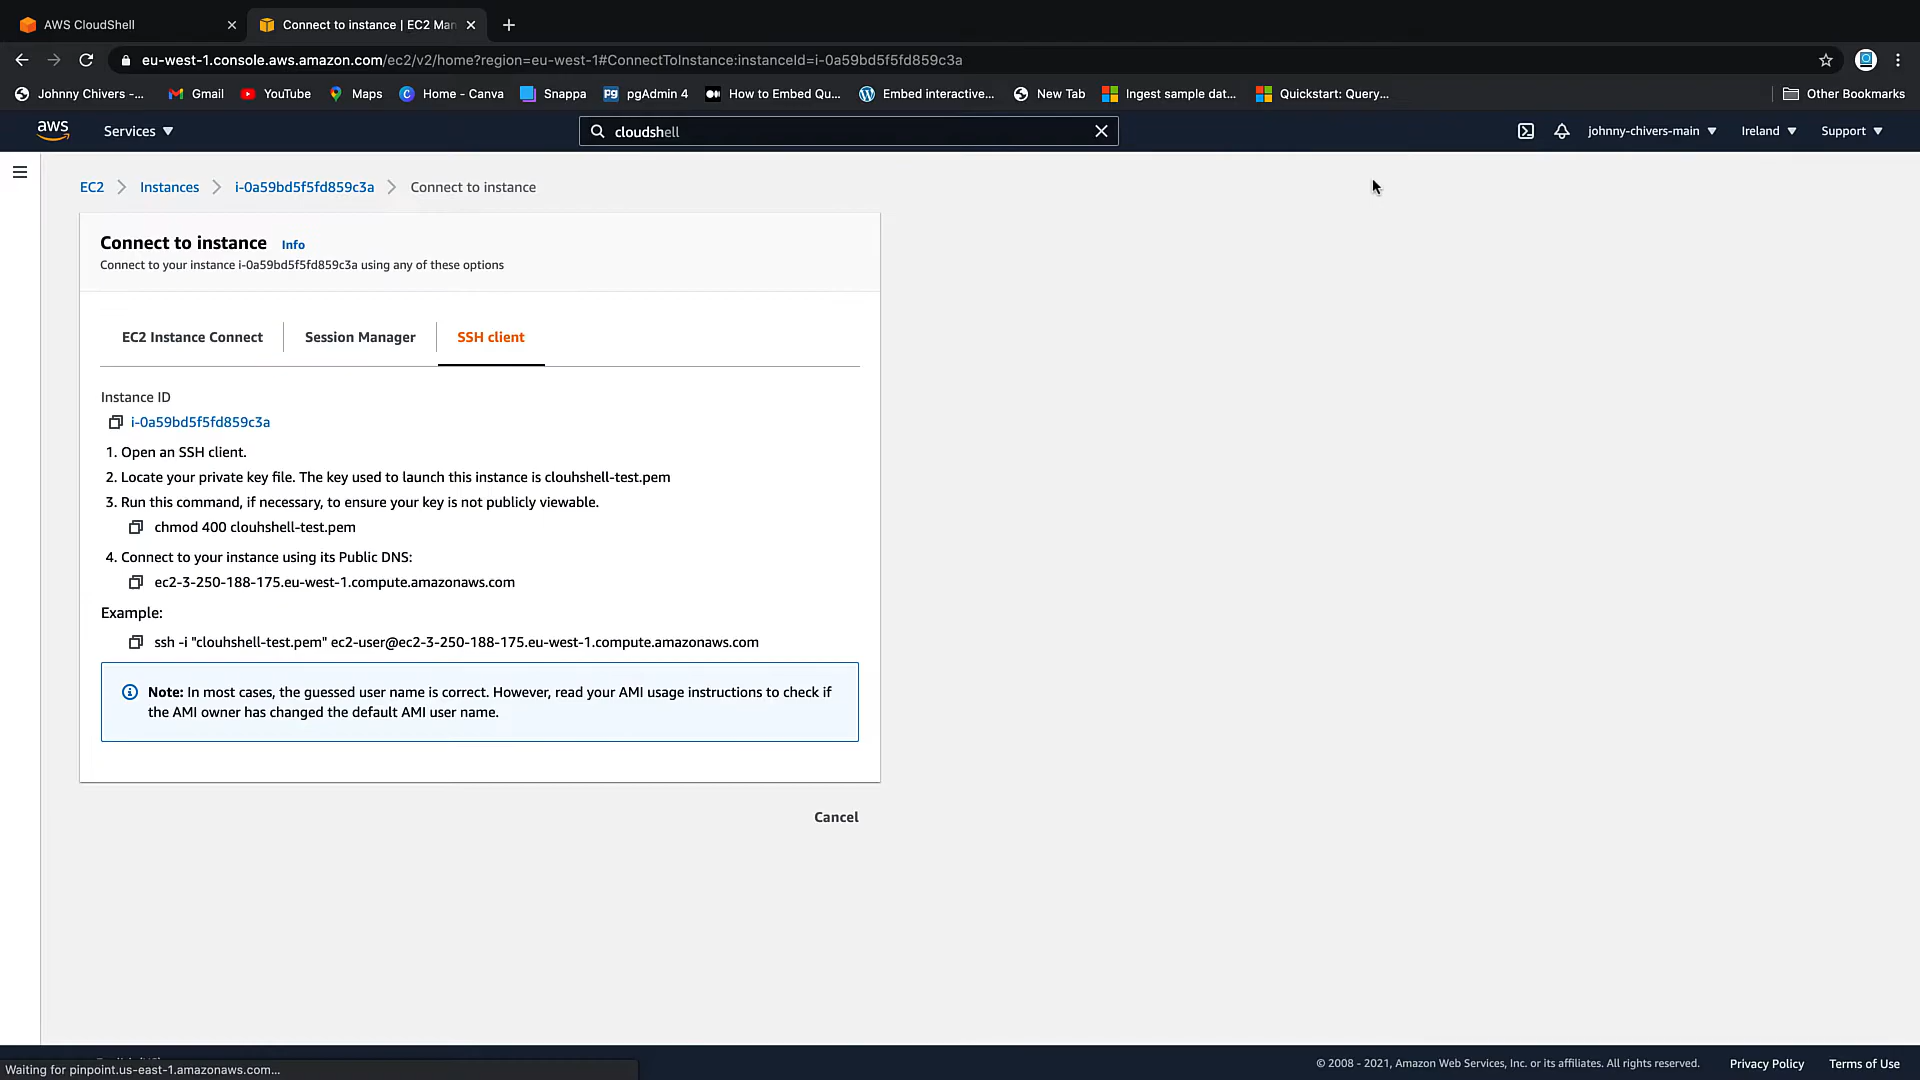 AWS CloudShell
Connect to instance | EC2 Man
eu-west-1.console.aws.amazon.com/ec2/v2/home?region=eu-west-1#ConnectToInstance:instanceId=i-0a59bd5f5fd859c3a
Johnny Chivers -...
Gmail
YouTube
Maps
Home - Canva
Snappa
pgAdmin 4
How to Embed Qu...
Embed interactive...
New Tab
Ingest sample dat...
Quickstart: Query...
Other Bookmarks
aws
Services
cloudshell
johnny-chivers-main
Ireland
Support
EC2
Instances
i-0a59bd5f5fd859c3a
Connect to instance
Connect to instance Info
Connect to your instance i-0a59bd5f5fd859c3a using any of these options
EC2 Instance Connect
Session Manager
SSH client
Instance ID
i-0a59bd5f5fd859c3a
1. Open an SSH client.
2. Locate your private key file. The key used to launch this instance is clouhshell-test.pem
3. Run this command, if necessary, to ensure your key is not publicly viewable.
chmod 400 clouhshell-test.pem
4. Connect to your instance using its Public DNS:
ec2-3-250-188-175.eu-west-1.compute.amazonaws.com
Example:
ssh -i "clouhshell-test.pem" ec2-user@ec2-3-250-188-175.eu-west-1.compute.amazonaws.com
Note: In most cases, the guessed user name is correct. However, read your AMI usage instructions to check if
the AMI owner has changed the default AMI user name.
Cancel
Waiting for pinpoint.us-east-1.amazonaws.com...
© 2008 - 2021, Amazon Web Services, Inc. or its affiliates. All rights reserved.
Privacy Policy
Terms of Use